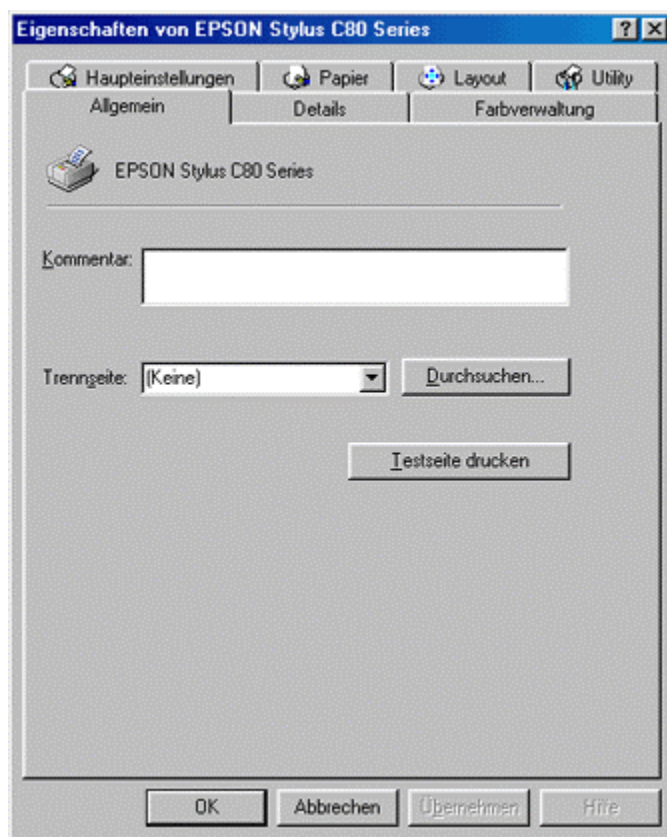 Eigenschaften von EPSON Stylus C80 Series
Haupteinstellungen Papier Layout Utility
Allgemein Details Farbverwaltung
EPSON Stylus C80 Series
Kommentar:
Trennseite: (Keine) Durchsuchen...
Testseite drucken
OK Abbrechen Übernehmen Hilfe